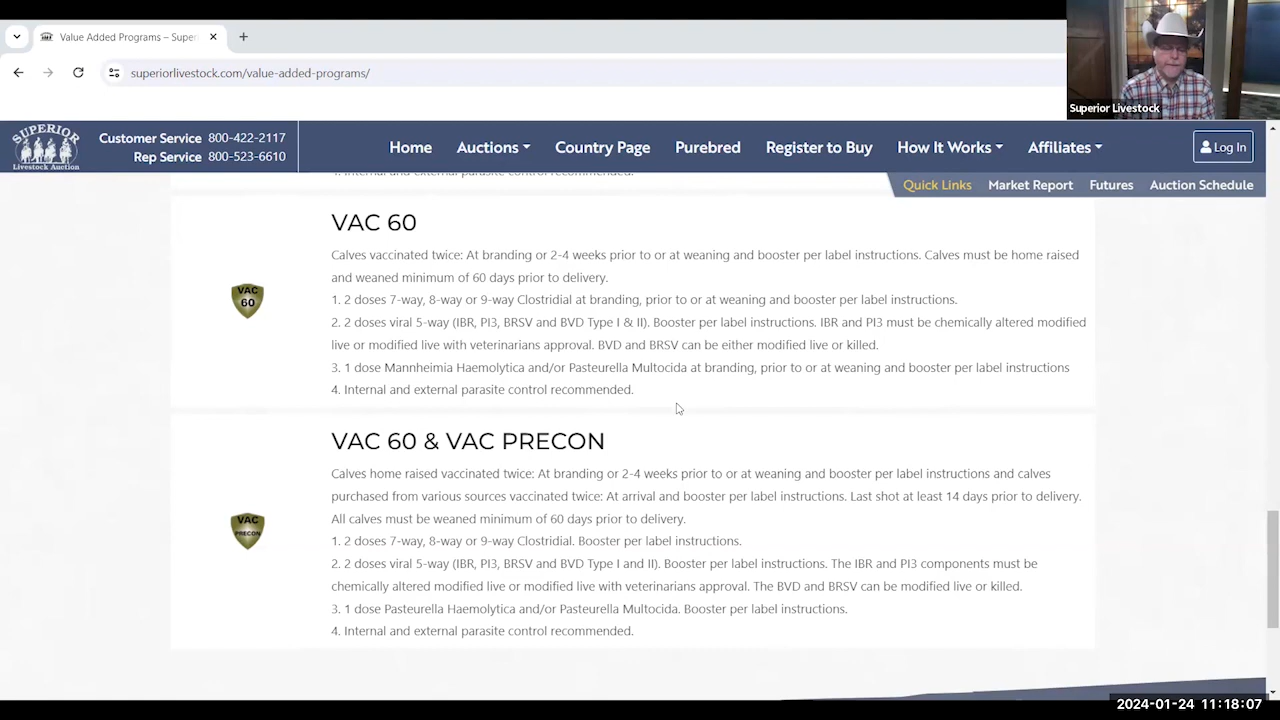 Value Added Programs – Super
superiorlivestock.com/value-added-programs/
Superior Livestock
SUPERIOR
Livestock Auction
Customer Service 800-422-2117
Rep Service 800-523-6610
Home
Auctions
Country Page
Purebred
Register to Buy
How It Works
Affiliates
Log In
4. Internal and external parasite control recommended.
Quick Links
Market Report
Futures
Auction Schedule
VAC 60
VAC
60
Calves vaccinated twice: At branding or 2-4 weeks prior to or at weaning and booster per label instructions. Calves must be home raised
and weaned minimum of 60 days prior to delivery.
1. 2 doses 7-way, 8-way or 9-way Clostridial at branding, prior to or at weaning and booster per label instructions.
2. 2 doses viral 5-way (IBR, PI3, BRSV and BVD Type I & II). Booster per label instructions. IBR and PI3 must be chemically altered modified
live or modified live with veterinarians approval. BVD and BRSV can be either modified live or killed.
3. 1 dose Mannheimia Haemolytica and/or Pasteurella Multocida at branding, prior to or at weaning and booster per label instructions
4. Internal and external parasite control recommended.
VAC 60 & VAC PRECON
VAC
PRECON
Calves home raised vaccinated twice: At branding or 2-4 weeks prior to or at weaning and booster per label instructions and calves
purchased from various sources vaccinated twice: At arrival and booster per label instructions. Last shot at least 14 days prior to delivery.
All calves must be weaned minimum of 60 days prior to delivery.
1. 2 doses 7-way, 8-way or 9-way Clostridial. Booster per label instructions.
2. 2 doses viral 5-way (IBR, PI3, BRSV and BVD Type I and II). Booster per label instructions. The IBR and PI3 components must be
chemically altered modified live or modified live with veterinarians approval. The BVD and BRSV can be modified live or killed.
3. 1 dose Pasteurella Haemolytica and/or Pasteurella Multocida. Booster per label instructions.
4. Internal and external parasite control recommended.
2024-01-24 11:18:07